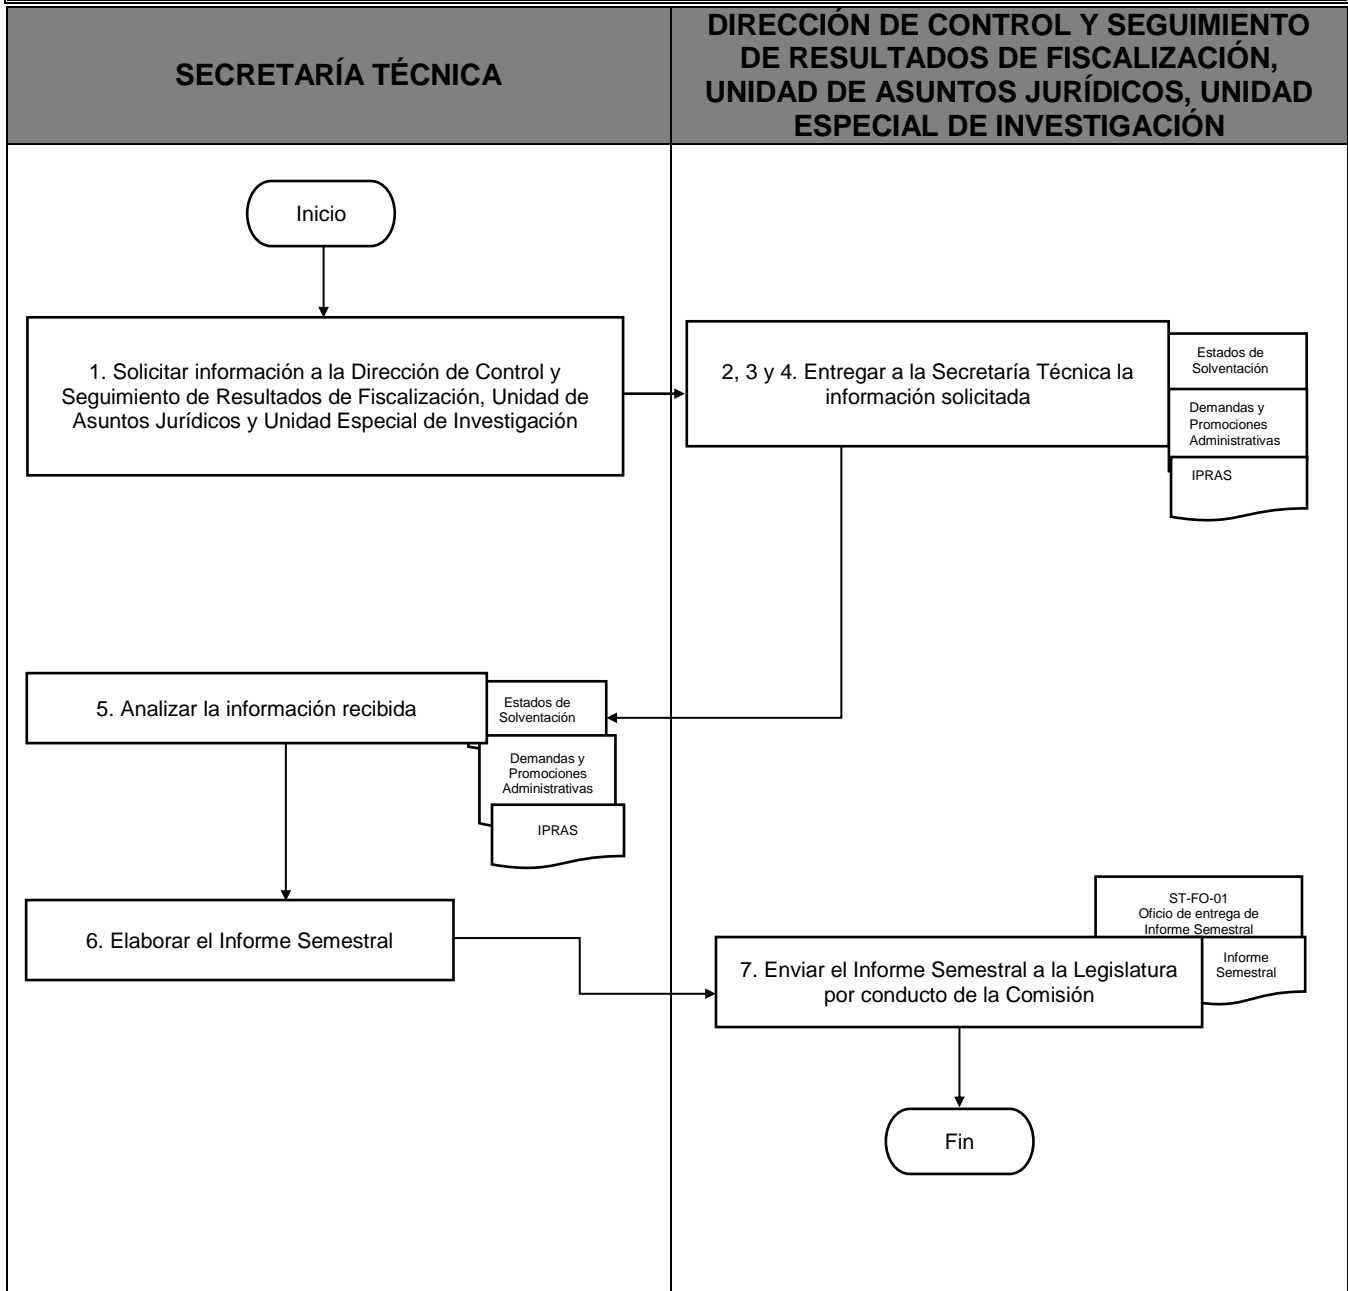 SECRETARÍA TÉCNICA
DIRECCIÓN DE CONTROL Y SEGUIMIENTO
DE RESULTADOS DE FISCALIZACIÓN,
UNIDAD DE ASUNTOS JURÍDICOS, UNIDAD
ESPECIAL DE INVESTIGACIÓN
Inicio
1. Solicitar información a la Dirección de Control y
Seguimiento de Resultados de Fiscalización, Unidad de
Asuntos Jurídicos y Unidad Especial de Investigación
2, 3 y 4. Entregar a la Secretaría Técnica la
información solicitada
Estados de
Solventación
Demandas y
Promociones
Administrativas
IPRAS
5. Analizar la información recibida
Estados de
Solventación
Demandas y
Promociones
Administrativas
IPRAS
6. Elaborar el Informe Semestral
ST-FO-01
Oficio de entrega de
Informe Semestral
Informe
Semestral
7. Enviar el Informe Semestral a la Legislatura
por conducto de la Comisión
Fin